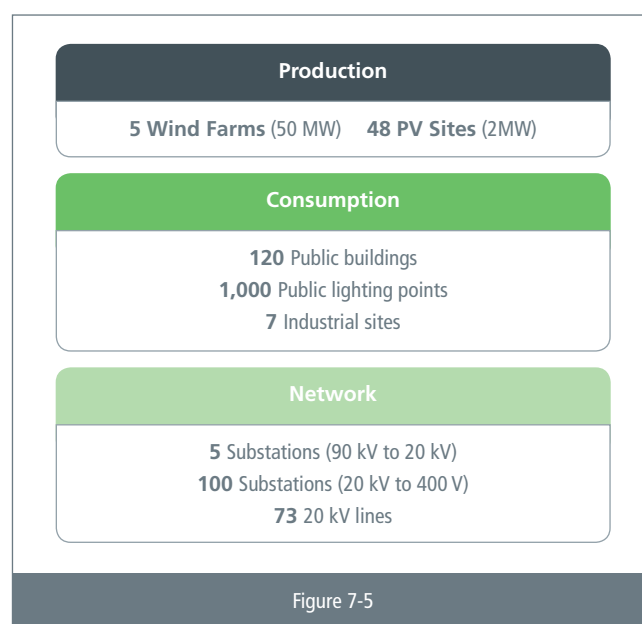 Production
5 Wind Farms (50 MW) 48 PV Sites (2MW)
Consumption
120 Public buildings
1,000 Public lighting points
7 Industrial sites
Network
5 Substations (90 kV to 20 kV)
100 Substations (20 kV to 400 V)
73 20 kV lines
Figure 7-5